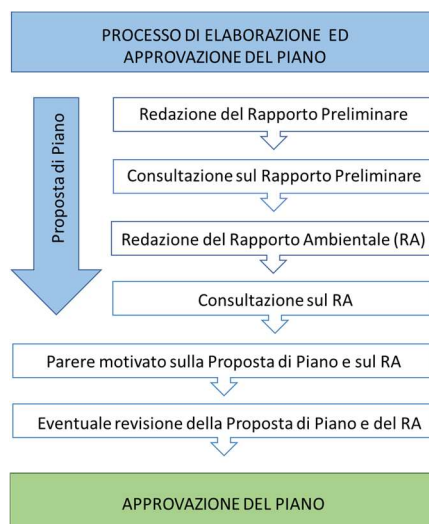 PROCESSO DI ELABORAZIONE ED
APPROVAZIONE DEL PIANO
Proposta di Piano
Redazione del Rapporto Preliminare
Consultazione sul Rapporto Preliminare
Redazione del Rapporto Ambientale (RA)
Consultazione sul RA
Parere motivato sulla Proposta di Piano e sul RA
Eventuale revisione della Proposta di Piano e del RA
APPROVAZIONE DEL PIANO